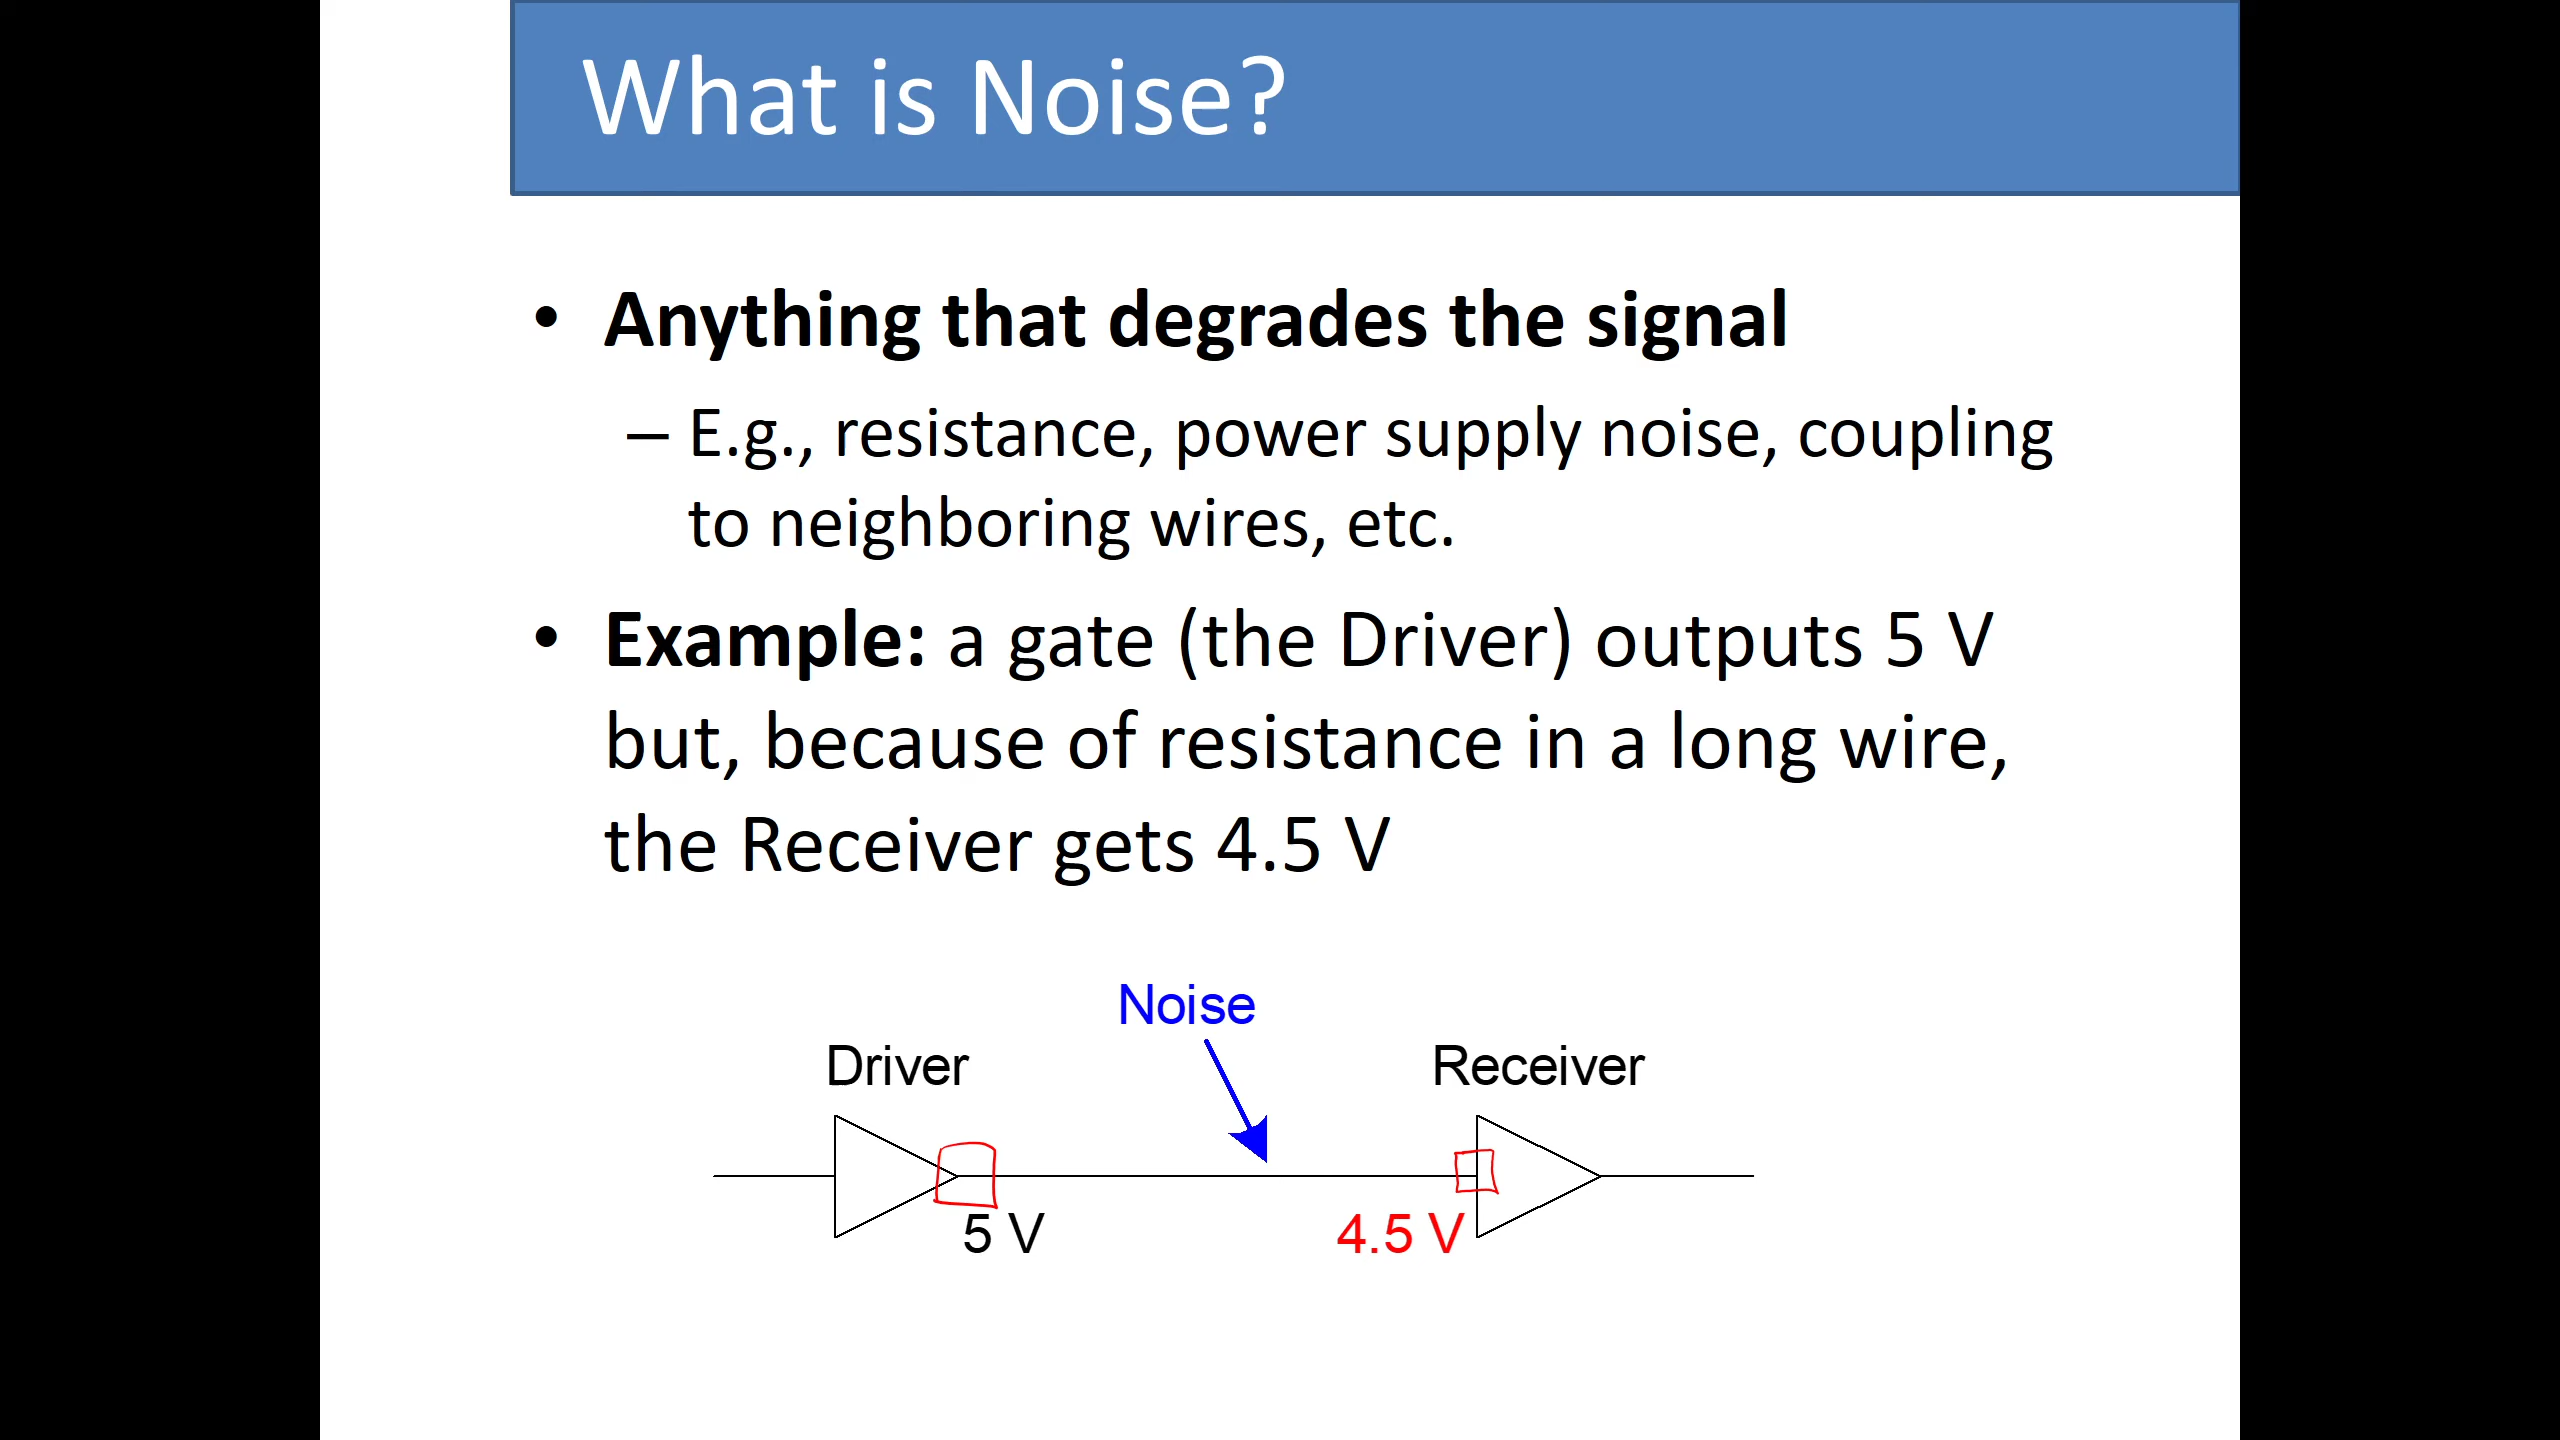 What is Noise?
• Anything that degrades the signal
– E.g., resistance, power supply noise, coupling
to neighboring wires, etc.
• Example: a gate (the Driver) outputs 5 V
but, because of resistance in a long wire,
the Receiver gets 4.5 V
Noise
Driver
Receiver
5 V
4.5 V